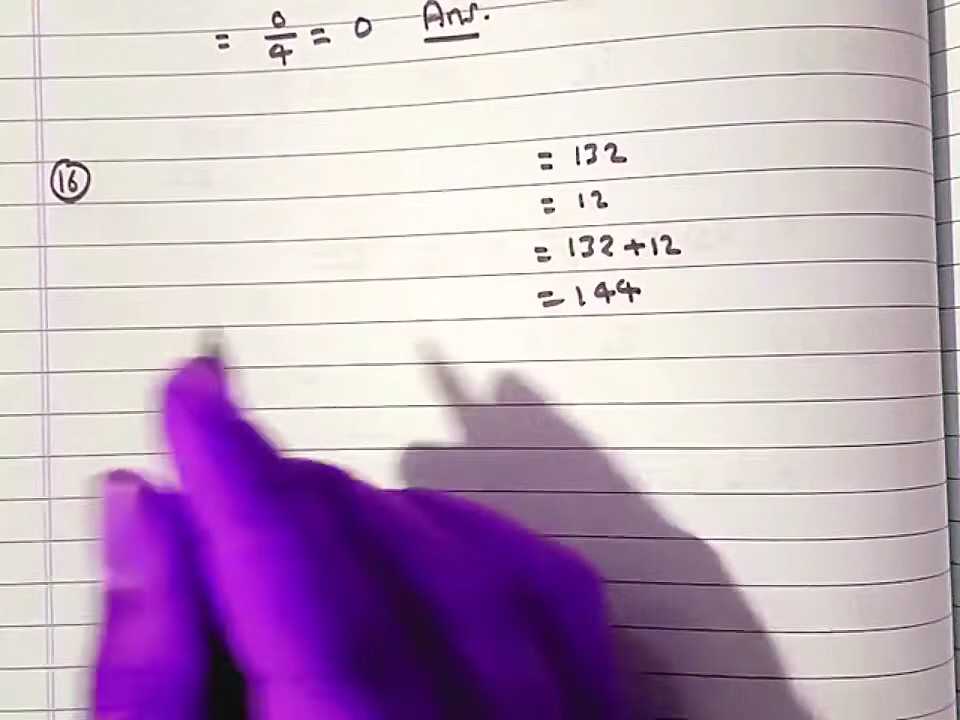 = 0/4 = 0 Ans.
16 = 132
= 12
= 132 + 12
= 144